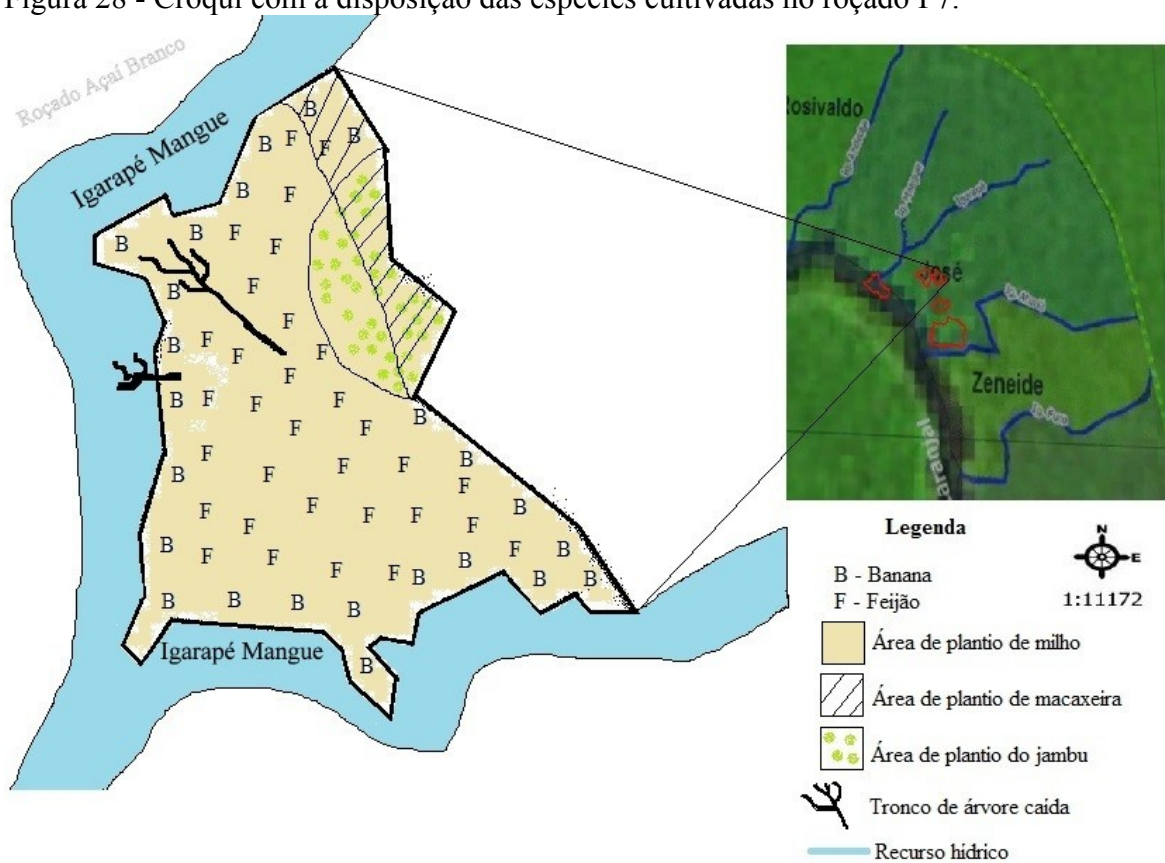 Figura 28 - Croqui com a disposição das espécies cultivadas no roçado F7.
Roçado Açaí Branco
Igarapé Mangue
B
F
B
F
B
B
F
B
F
B
F
F
F
B
F
F
B
F
F
F
F
B
F
F
F
B
F
F
B
F
B
F
F
F
B
F
F
F
F
F
F
B
B
F
F
F
F
B
B
F
B
B
B
B
B
B
B
B
Igarapé Mangue
B
Rosivaldo
José
Zeneide
Legenda
N
E
B - Banana
F - Feijão
1:11172
Área de plantio de milho
Área de plantio de macaxeira
Área de plantio do jambu
Tronco de árvore caída
Recurso hídrico